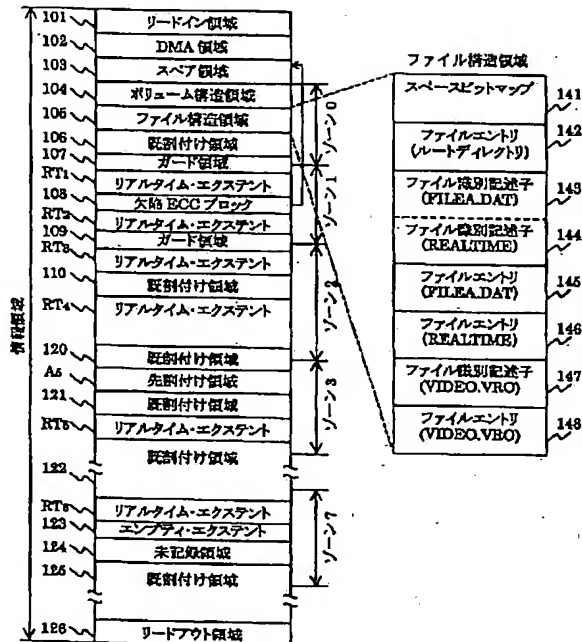 101 リードイン領域
102 DMA 領域
103 スペア領域
104 ボリューム構造領域
105 ファイル構造領域
106 既割付け領域
107 ガード領域
RT1 リアルタイム・エクステント
108 欠陥 ECC ブロック
RT2 リアルタイム・エクステント
109 ガード領域
RT3 リアルタイム・エクステント
110 既割付け領域
RT4 リアルタイム・エクステント
120 既割付け領域
A5 先割付け領域
121 既割付け領域
RT5 リアルタイム・エクステント
122 既割付け領域
RT6 リアルタイム・エクステント
123 エンプティ・エクステント
124 未記録領域
125 既割付け領域
126 リードアウト領域
情報領域
ゾーン0
ゾーン1
ゾーン2
ゾーン3
ゾーン7
ファイル構造領域
スペースビットマップ 141
ファイルエントリ 142
(ルートディレクトリ)
ファイル識別記述子 143
(FILEA.DAT)
ファイル識別記述子 144
(REALTIME)
ファイルエントリ 145
(FILEA.DAT)
ファイルエントリ 146
(REALTIME)
ファイル識別記述子 147
(VIDEO.VRO)
ファイルエントリ 148
(VIDEO.VRO)